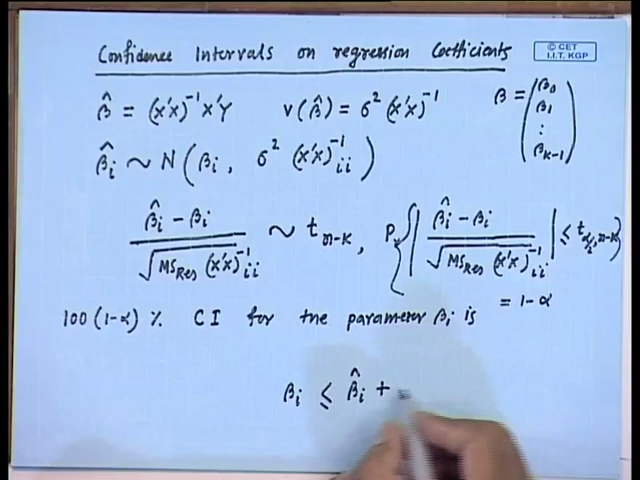 Confidence Intervals on regression Coefficients
© CET
I.I.T. KGP
β̂ = (x'x)⁻¹x'Y V(β̂) = σ² (x'x)⁻¹ β = (β₀ β₁ : βₖ₋₁)
β̂ᵢ ~ N(βᵢ, σ² (x'x)⁻¹ᵢᵢ)
(β̂ᵢ − βᵢ) / √(MS_Res (x'x)⁻¹ᵢᵢ) ~ t_{n-k}, P{ | (β̂ᵢ − βᵢ) / √(MS_Res (x'x)⁻¹ᵢᵢ) | ≤ t_{α/2, n-k} }
= 1-α
100 (1-α) % CI for the parameter βᵢ is
βᵢ ≤ β̂ᵢ +